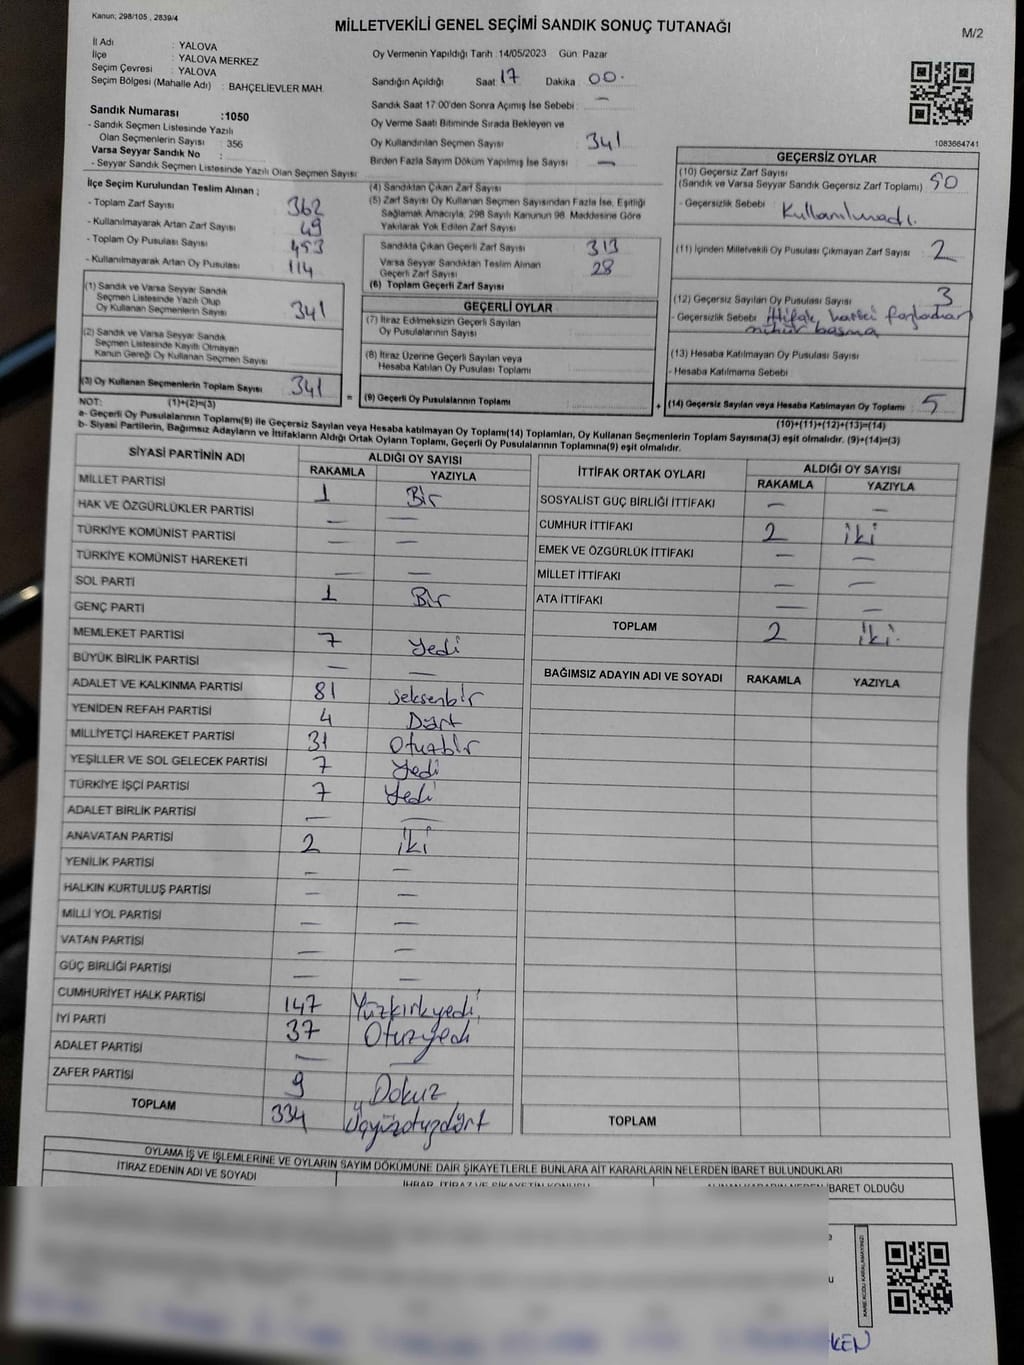 Kanun; 298/105 , 2839/4
MİLLETVEKİLİ GENEL SEÇİMİ SANDIK SONUÇ TUTANAĞI
M/2
İl Adı : YALOVA
İlçe : YALOVA MERKEZ
Seçim Çevresi : YALOVA
Seçim Bölgesi (Mahalle Adı) : BAHÇELİEVLER MAH.
Oy Vermenin Yapıldığı Tarih :14/05/2023 Gün Pazar
Sandığın Açıldığı Saat 17 Dakika 00.
Sandık Saat 17:00'den Sonra Açımış İse Sebebi : —
Oy Verme Saati Bitiminde Sırada Bekleyen ve
Oy Kullandırılan Seçmen Sayısı 341
Birden Fazla Sayım Döküm Yapılmış İse Sayısı —
Sandık Numarası :1050
- Sandık Seçmen Listesinde Yazılı
Olan Seçmenlerin Sayısı : 356
Varsa Seyyar Sandık No :
- Seyyar Sandık Seçmen Listesinde Yazılı Olan Seçmen Sayısı:
1083664741
İlçe Seçim Kurulundan Teslim Alınan ;
- Toplam Zarf Sayısı 362
- Kullanılmayarak Artan Zarf Sayısı 49
- Toplam Oy Pusulası Sayısı 453
- Kullanılmayarak Artan Oy Pusulası 114
(1) Sandık ve Varsa Seyyar Sandık
Seçmen Listesinde Yazılı Olup
Oy Kullanan Seçmenlerin Sayısı 341
(2) Sandık ve Varsa Seyyar Sandık
Seçmen Listesinde Kayıtlı Olmayan
Kanun Gereği Oy Kullanan Seçmen Sayısı
(3) Oy Kullanan Seçmenlerin Toplam Sayısı 341
(4) Sandıktan Çıkan Zarf Sayısı
(5) Zarf Sayısı Oy Kullanan Seçmen Sayısından Fazla İse, Eşitliği
Sağlamak Amacıyla, 298 Sayılı Kanunun 98. Maddesine Göre
Yakılarak Yok Edilen Zarf Sayısı
Sandıkta Çıkan Geçerli Zarf Sayısı 313
Varsa Seyyar Sandıktan Teslim Alınan
Geçerli Zarf Sayısı 28
(6) Toplam Geçerli Zarf Sayısı
GEÇERLİ OYLAR
(7) İtiraz Edilmeksizin Geçerli Sayılan
Oy Pusulalarının Sayısı
(8) İtiraz Üzerine Geçerli Sayılan veya
Hesaba Katılan Oy Pusulası Toplamı
= (9) Geçerli Oy Pusulalarının Toplamı
GEÇERSİZ OYLAR
(10) Geçersiz Zarf Sayısı
(Sandık ve Varsa Seyyar Sandık Geçersiz Zarf Toplamı)
- Geçersizlik Sebebi : Kullanılmadı.
(11) İçinden Milletvekili Oy Pusulası Çıkmayan Zarf Sayısı 2
(12) Geçersiz Sayılan Oy Pusulası Sayısı 3
- Geçersizlik Sebebi : İttifak harici
mühür basma
(13) Hesaba Katılmayan Oy Pusulası Sayısı
- Hesaba Katılmama Sebebi
+ (14) Geçersiz Sayılan veya Hesaba Katılmayan Oy Toplamı 5
NOT: (1)+(2)=(3)
(10)+(11)+(12)+(13)=(14)
a- Geçerli Oy Pusulalarının Toplamı(9) ile Geçersiz Sayılan veya Hesaba katılmayan Oy Toplamı(14) Toplamları, Oy Kullanan Seçmenlerin Toplam Sayısına(3) eşit olmalıdır. (9)+(14)=(3)
b- Siyasi Partilerin, Bağımsız Adayların ve İttifakların Aldığı Ortak Oyların Toplamı, Geçerli Oy Pusulalarının Toplamına(9) eşit olmalıdır.
SİYASİ PARTİNİN ADI ALDIĞI OY SAYISI
RAKAMLA YAZIYLA
MİLLET PARTİSİ 1 Bir
HAK VE ÖZGÜRLÜKLER PARTİSİ — —
TÜRKİYE KOMÜNİST PARTİSİ — —
TÜRKİYE KOMÜNİST HAREKETİ — —
SOL PARTİ 1 Bir
GENÇ PARTİ
MEMLEKET PARTİSİ 7 Yedi
BÜYÜK BİRLİK PARTİSİ — —
ADALET VE KALKINMA PARTİSİ 81 seksenbir
YENİDEN REFAH PARTİSİ 4 Dört
MİLLİYETÇİ HAREKET PARTİSİ 31 Otuzbir
YEŞİLLER VE SOL GELECEK PARTİSİ 7 Yedi
TÜRKİYE İŞÇİ PARTİSİ 7 Yedi
ADALET BİRLİK PARTİSİ — —
ANAVATAN PARTİSİ 2 İki
YENİLİK PARTİSİ — —
HALKIN KURTULUŞ PARTİSİ — —
MİLLİ YOL PARTİSİ — —
VATAN PARTİSİ — —
GÜÇ BİRLİĞİ PARTİSİ — —
CUMHURİYET HALK PARTİSİ 147 Yüzkırkyedi
İYİ PARTİ 37 Otuzyedi
ADALET PARTİSİ — —
ZAFER PARTİSİ 9 Dokuz
TOPLAM 334 Üçyüzotuzdört
İTTİFAK ORTAK OYLARI ALDIĞI OY SAYISI
RAKAMLA YAZIYLA
SOSYALİST GÜÇ BİRLİĞİ İTTİFAKI — —
CUMHUR İTTİFAKI 2 iki
EMEK VE ÖZGÜRLÜK İTTİFAKI — —
MİLLET İTTİFAKI — —
ATA İTTİFAKI — —
TOPLAM 2 iki.
BAĞIMSIZ ADAYIN ADI VE SOYADI RAKAMLA YAZIYLA
TOPLAM
OYLAMA İŞ VE İŞLEMLERİNE VE OYLARIN SAYIM DÖKÜMÜNE DAİR ŞİKAYETLERLE BUNLARA AİT KARARLARIN NELERDEN İBARET BULUNDUKLARI
İTİRAZ EDENİN ADI VE SOYADI
İBARET OLDUĞU
KARE KODU KARALAMAYINIZ!
KEN